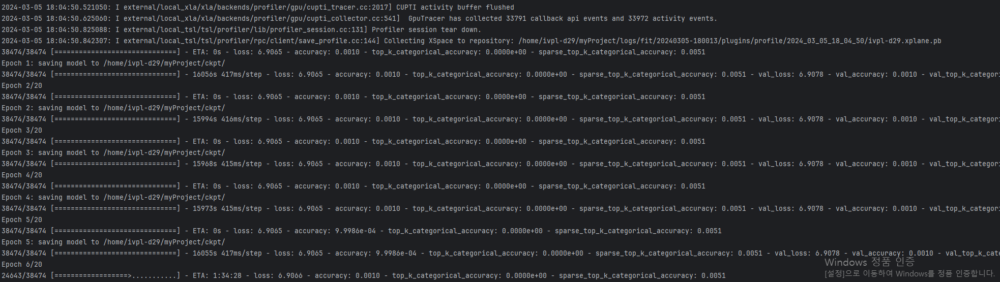 2024-03-05 18:04:50.521050: I external/local_xla/xla/backends/profiler/gpu/cupti_tracer.cc:2017] CUPTI activity buffer flushed
2024-03-05 18:04:50.625060: I external/local_xla/xla/backends/profiler/gpu/cupti_collector.cc:541]  GpuTracer has collected 33791 callback api events and 33972 activity events.
2024-03-05 18:04:50.825088: I external/local_tsl/tsl/profiler/lib/profiler_session.cc:131] Profiler session tear down.
2024-03-05 18:04:50.842307: I external/local_tsl/tsl/profiler/rpc/client/save_profile.cc:144] Collecting XSpace to repository: /home/ivpl-d29/myProject/logs/fit/20240305-180013/plugins/profile/2024_03_05_18_04_50/ivpl-d29.xplane.pb
38474/38474 [==============================] - ETA: 0s - loss: 6.9065 - accuracy: 0.0010 - top_k_categorical_accuracy: 0.0000e+00 - sparse_top_k_categorical_accuracy: 0.0051
Epoch 1: saving model to /home/ivpl-d29/myProject/ckpt/
38474/38474 [==============================] - 16056s 417ms/step - loss: 6.9065 - accuracy: 0.0010 - top_k_categorical_accuracy: 0.0000e+00 - sparse_top_k_categorical_accuracy: 0.0051 - val_loss: 6.9078 - val_accuracy: 0.0010 - val_top_k_categori
Epoch 2/20
38474/38474 [==============================] - ETA: 0s - loss: 6.9065 - accuracy: 0.0010 - top_k_categorical_accuracy: 0.0000e+00 - sparse_top_k_categorical_accuracy: 0.0051
Epoch 2: saving model to /home/ivpl-d29/myProject/ckpt/
38474/38474 [==============================] - 15994s 416ms/step - loss: 6.9065 - accuracy: 0.0010 - top_k_categorical_accuracy: 0.0000e+00 - sparse_top_k_categorical_accuracy: 0.0051 - val_loss: 6.9078 - val_accuracy: 0.0010 - val_top_k_categori
Epoch 3/20
38474/38474 [==============================] - ETA: 0s - loss: 6.9065 - accuracy: 0.0010 - top_k_categorical_accuracy: 0.0000e+00 - sparse_top_k_categorical_accuracy: 0.0051
Epoch 3: saving model to /home/ivpl-d29/myProject/ckpt/
38474/38474 [==============================] - 15968s 415ms/step - loss: 6.9065 - accuracy: 0.0010 - top_k_categorical_accuracy: 0.0000e+00 - sparse_top_k_categorical_accuracy: 0.0051 - val_loss: 6.9078 - val_accuracy: 0.0010 - val_top_k_categori
Epoch 4/20
38474/38474 [==============================] - ETA: 0s - loss: 6.9065 - accuracy: 0.0010 - top_k_categorical_accuracy: 0.0000e+00 - sparse_top_k_categorical_accuracy: 0.0051
Epoch 4: saving model to /home/ivpl-d29/myProject/ckpt/
38474/38474 [==============================] - 15973s 415ms/step - loss: 6.9065 - accuracy: 0.0010 - top_k_categorical_accuracy: 0.0000e+00 - sparse_top_k_categorical_accuracy: 0.0051 - val_loss: 6.9078 - val_accuracy: 0.0010 - val_top_k_categori
Epoch 5/20
38474/38474 [==============================] - ETA: 0s - loss: 6.9065 - accuracy: 9.9986e-04 - top_k_categorical_accuracy: 0.0000e+00 - sparse_top_k_categorical_accuracy: 0.0051
Epoch 5: saving model to /home/ivpl-d29/myProject/ckpt/
38474/38474 [==============================] - 16055s 417ms/step - loss: 6.9065 - accuracy: 9.9986e-04 - top_k_categorical_accuracy: 0.0000e+00 - sparse_top_k_categorical_accuracy: 0.0051 - val_loss: 6.9078 - val_accuracy: 0.0010 - val_top_k_cate
Epoch 6/20
24643/38474 [==================>...........] - ETA: 1:34:28 - loss: 6.9066 - accuracy: 0.0010 - top_k_categorical_accuracy: 0.0000e+00 - sparse_top_k_categorical_accuracy: 0.0051
Windows 정품 인증
[설정]으로 이동하여 Windows를 정품 인증합니다.